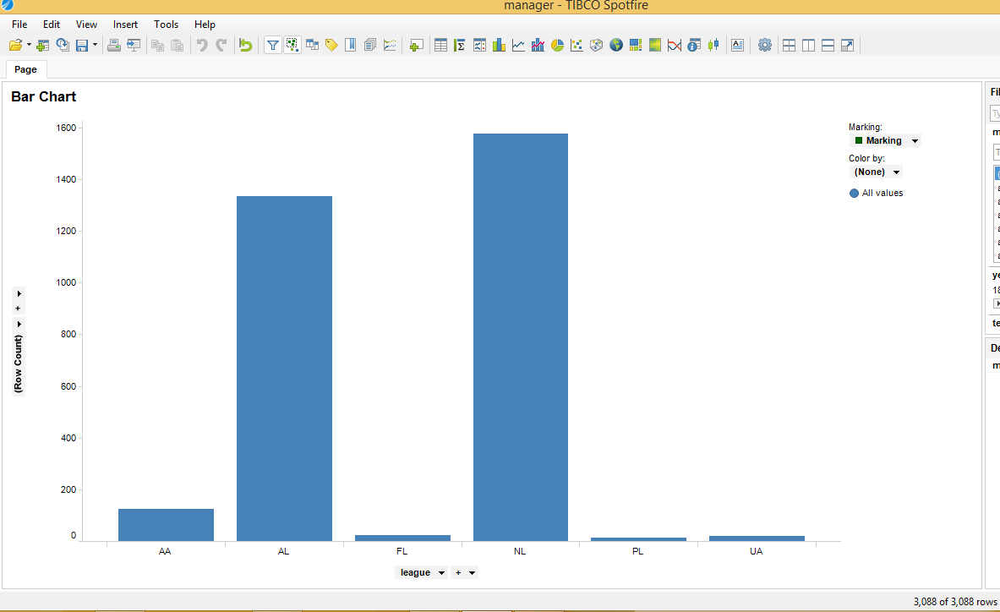 manager - TIBCO Spotfire
File Edit View Insert Tools Help
Page
Bar Chart
1600
1400
1200
1000
800
600
400
200
0
+
(Row Count)
AA AL FL NL PL UA
league +
Marking:
Marking
Color by:
(None)
All values
Fil
Ty
m
T
(
a
a
a
a
a
a
ye
18
te
De
m
3,088 of 3,088 rows